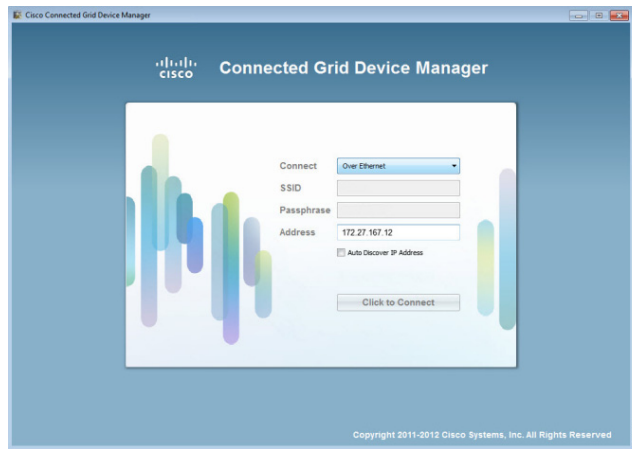 Cisco Connected Grid Device Manager
CISCO
Connected Grid Device Manager
Connect
Over Ethernet
SSID
Passphrase
Address
172.27.167.12
Auto Discover IP Address
Click to Connect
Copyright 2011-2012 Cisco Systems, Inc. All Rights Reserved